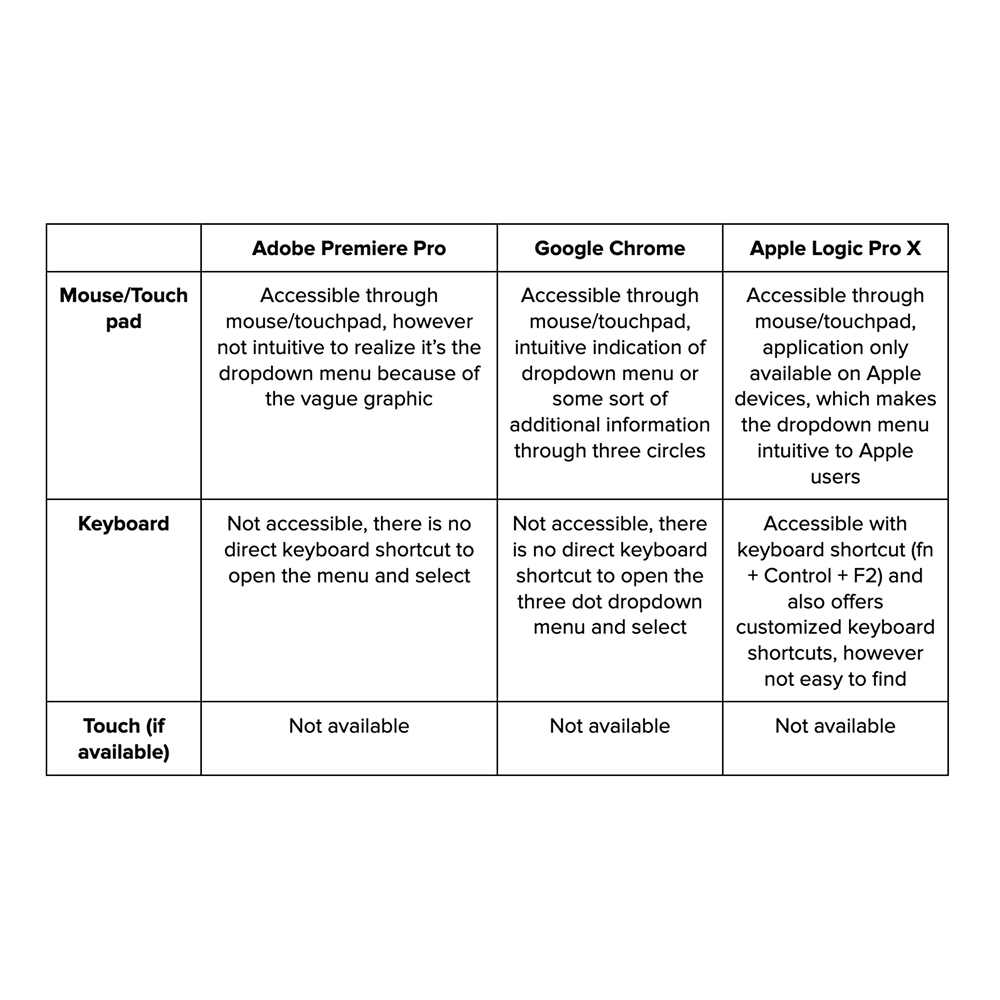 Adobe Premiere Pro
Google Chrome
Apple Logic Pro X
Mouse/Touch
pad
Accessible through
mouse/touchpad, however
not intuitive to realize it’s the
dropdown menu because of
the vague graphic
Accessible through
mouse/touchpad,
intuitive indication of
dropdown menu or
some sort of
additional information
through three circles
Accessible through
mouse/touchpad,
application only
available on Apple
devices, which makes
the dropdown menu
intuitive to Apple
users
Keyboard
Not accessible, there is no
direct keyboard shortcut to
open the menu and select
Not accessible, there
is no direct keyboard
shortcut to open the
three dot dropdown
menu and select
Accessible with
keyboard shortcut (fn
+ Control + F2) and
also offers
customized keyboard
shortcuts, however
not easy to find
Touch (if
available)
Not available
Not available
Not available